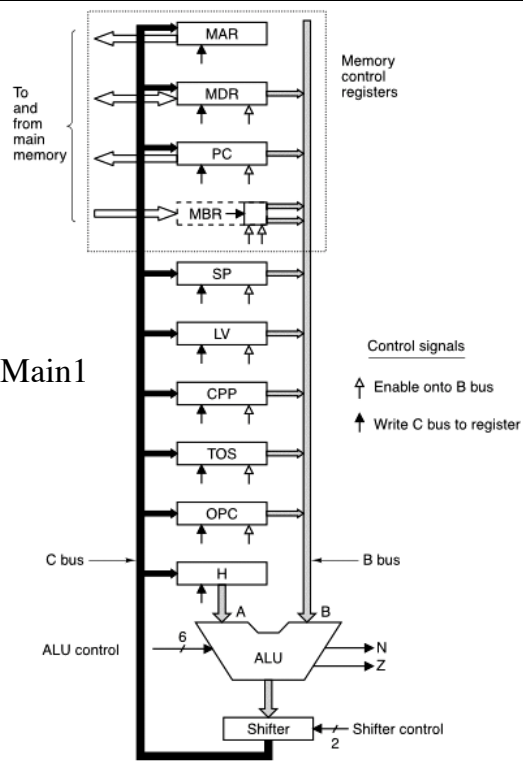 MAR
To
and
from
main
memory
MDR
Memory
control
registers
PC
MBR
SP
LV
Main1
Control signals
Enable onto B bus
CPP
Write C bus to register
TOS
OPC
C bus
B bus
H
A
B
6
ALU control
ALU
N
Z
Shifter
Shifter control
2